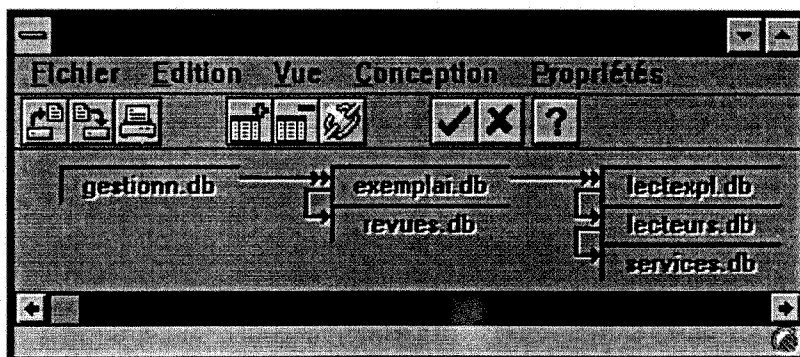 Fichier Edition Vue Conception Propriétés
?
gestionn.db exemplai.db lectexpl.db
revues.db lecteurs.db
services.db